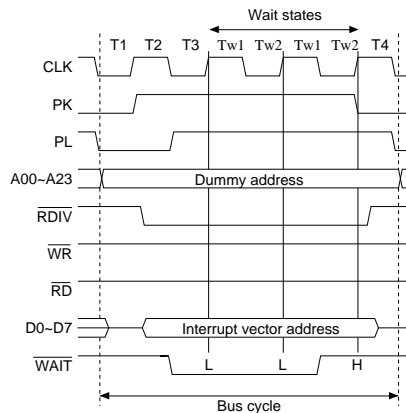 Wait states
T1 T2 T3 Tw1 Tw2 Tw1 Tw2 T4
CLK
PK
PL
A00~A23 Dummy address
RDIV
WR
RD
D0~D7 Interrupt vector address
WAIT L L H
Bus cycle